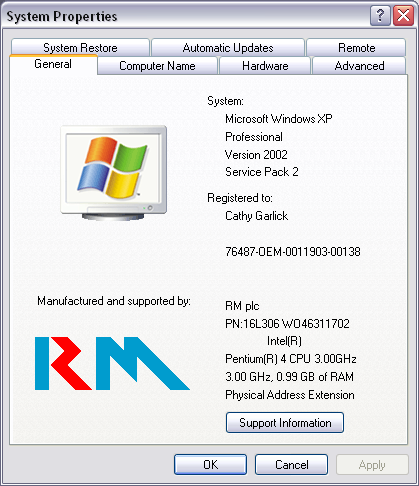 System Properties
System Restore
Automatic Updates
Remote
General
Computer Name
Hardware
Advanced
System:
Microsoft Windows XP
Professional
Version 2002
Service Pack 2
Registered to:
Cathy Garlick
76487-OEM-0011903-00138
Manufactured and supported by:
RM
RM plc
PN:16L306 WO46311702
Intel(R)
Pentium(R) 4 CPU 3.00GHz
3.00 GHz, 0.99 GB of RAM
Physical Address Extension
Support Information
OK
Cancel
Apply